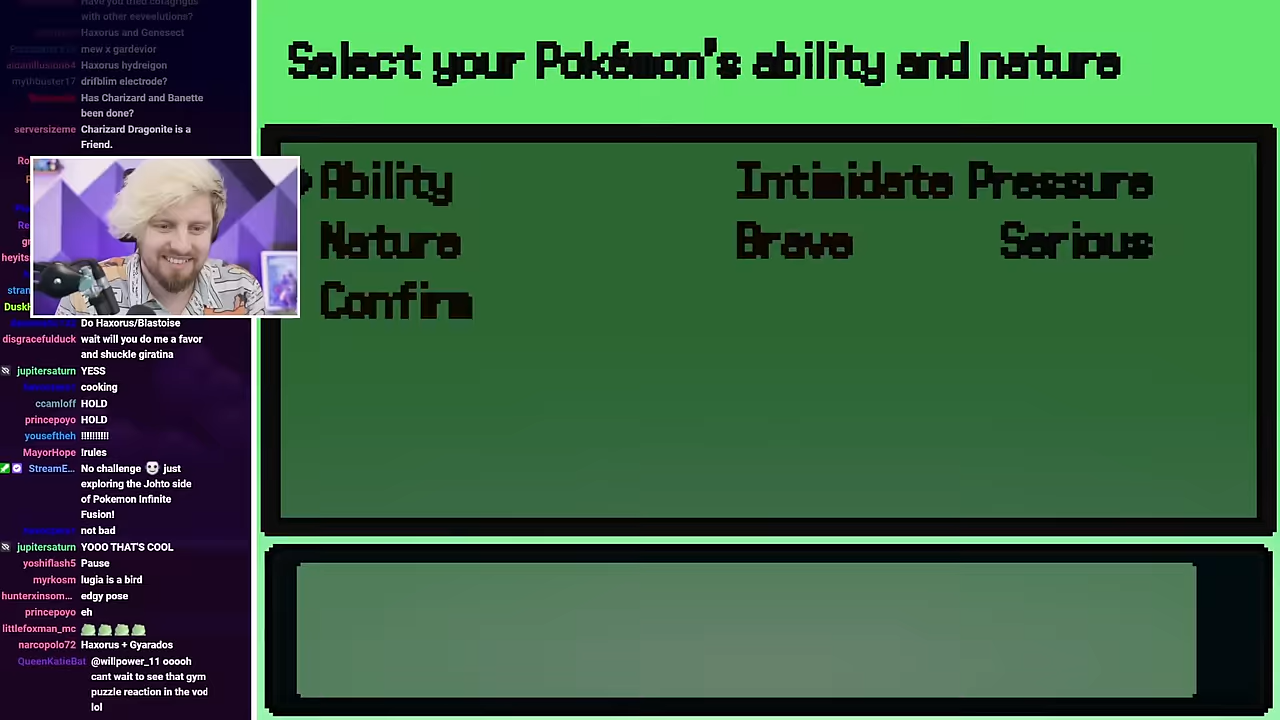 Have you tried cofagrigus
with other eeveelutions?
Haxorus and Genesect
mew x gardevior
Haxorus hydreigon
mythbuster17 drifblim electrode?
Has Charizard and Banette
been done?
serversizeme Charizard Dragonite is a
Friend.
Do Haxorus/Blastoise
disgracefulduck wait will you do me a favor
and shuckle giratina
jupitersaturn YESS
cooking
ccamloff HOLD
princepoyo HOLD
youseftheh !!!!!!!!!!
MayorHope !rules
StreamE... No challenge just
exploring the Johto side
of Pokemon Infinite
Fusion!
not bad
jupitersaturn YOOO THAT'S COOL
yoshiflash5 Pause
myrkosm lugia is a bird
hunterxinsom... edgy pose
princepoyo eh
littlefoxman_mc
narcopolo72 Haxorus + Gyarados
QueenKatieBat @willpower_11 ooooh
cant wait to see that gym
puzzle reaction in the vod
lol
Select your Pokémon's ability and nature
Ability Intimidate Pressure
Nature Brave Serious
Confirm